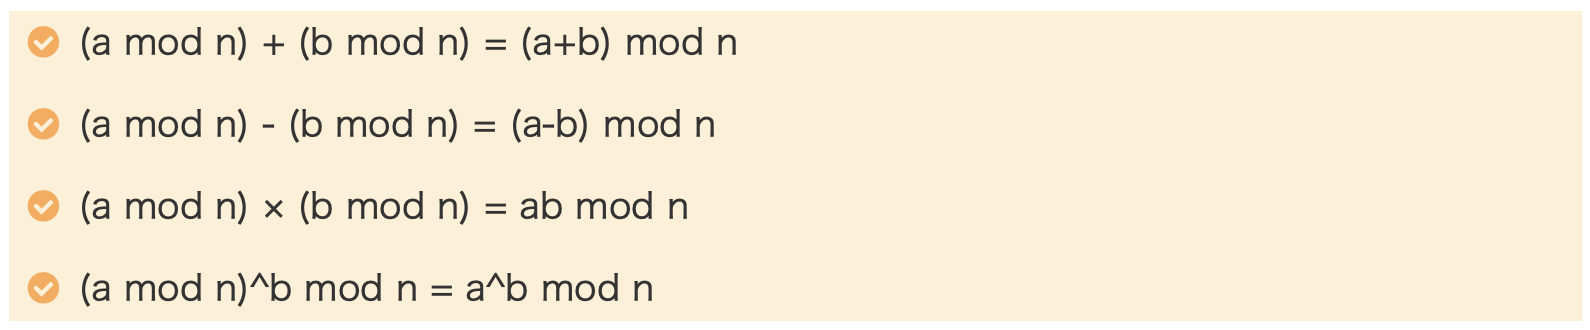 (a mod n) + (b mod n) = (a+b) mod n
(a mod n) - (b mod n) = (a-b) mod n
(a mod n) × (b mod n) = ab mod n
(a mod n)^b mod n = a^b mod n